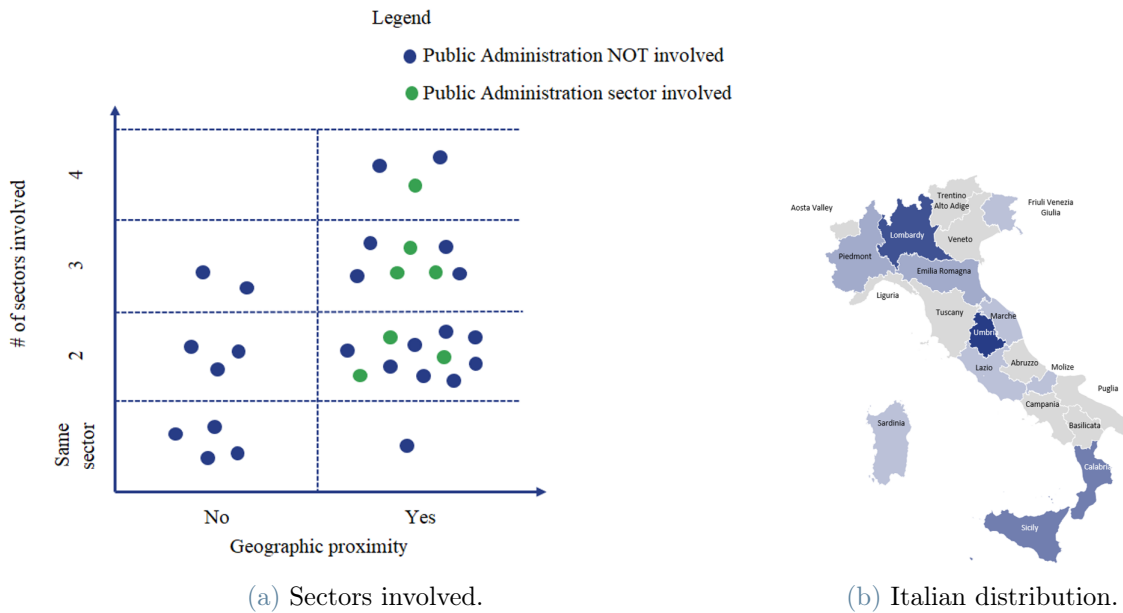 Legend
Public Administration NOT involved
Public Administration sector involved
# of sectors involved
4
3
2
Same
sector
No
Yes
Geographic proximity
(a) Sectors involved.
Trentino
Alto Adige
Friuli Venezia
Giulia
Aosta Valley
Lombardy
Veneto
Piedmont
Emilia Romagna
Liguria
Tuscany
Marche
Umbria
Lazio
Abruzzo
Molize
Puglia
Campania
Basilicata
Sardinia
Calabria
Sicily
(b) Italian distribution.